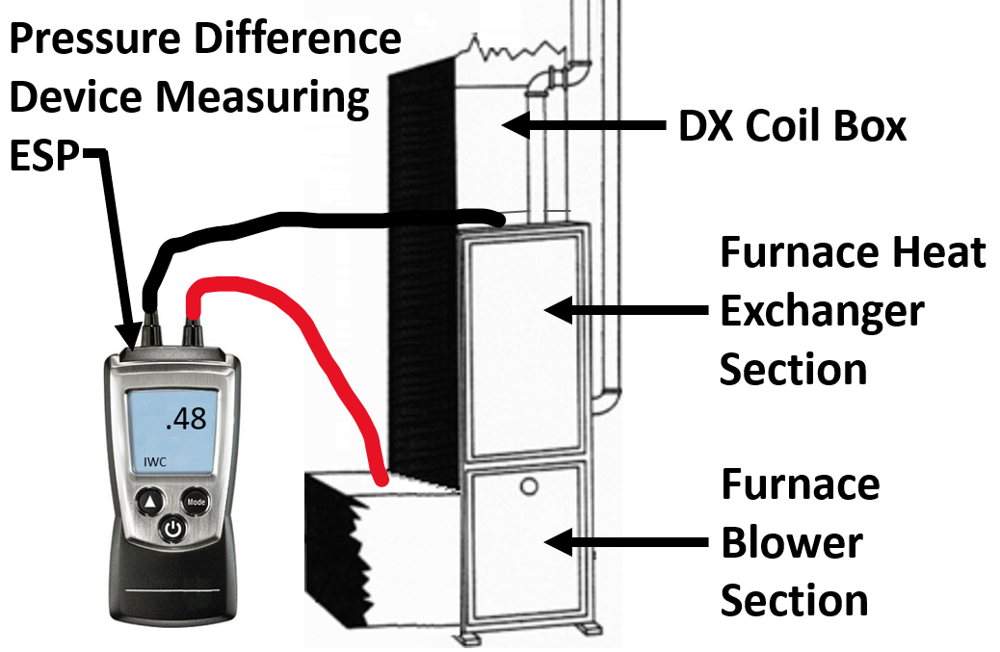 Pressure Difference
Device Measuring
ESP
DX Coil Box
Furnace Heat
Exchanger
Section
.48
IWC
Mode
Furnace
Blower
Section